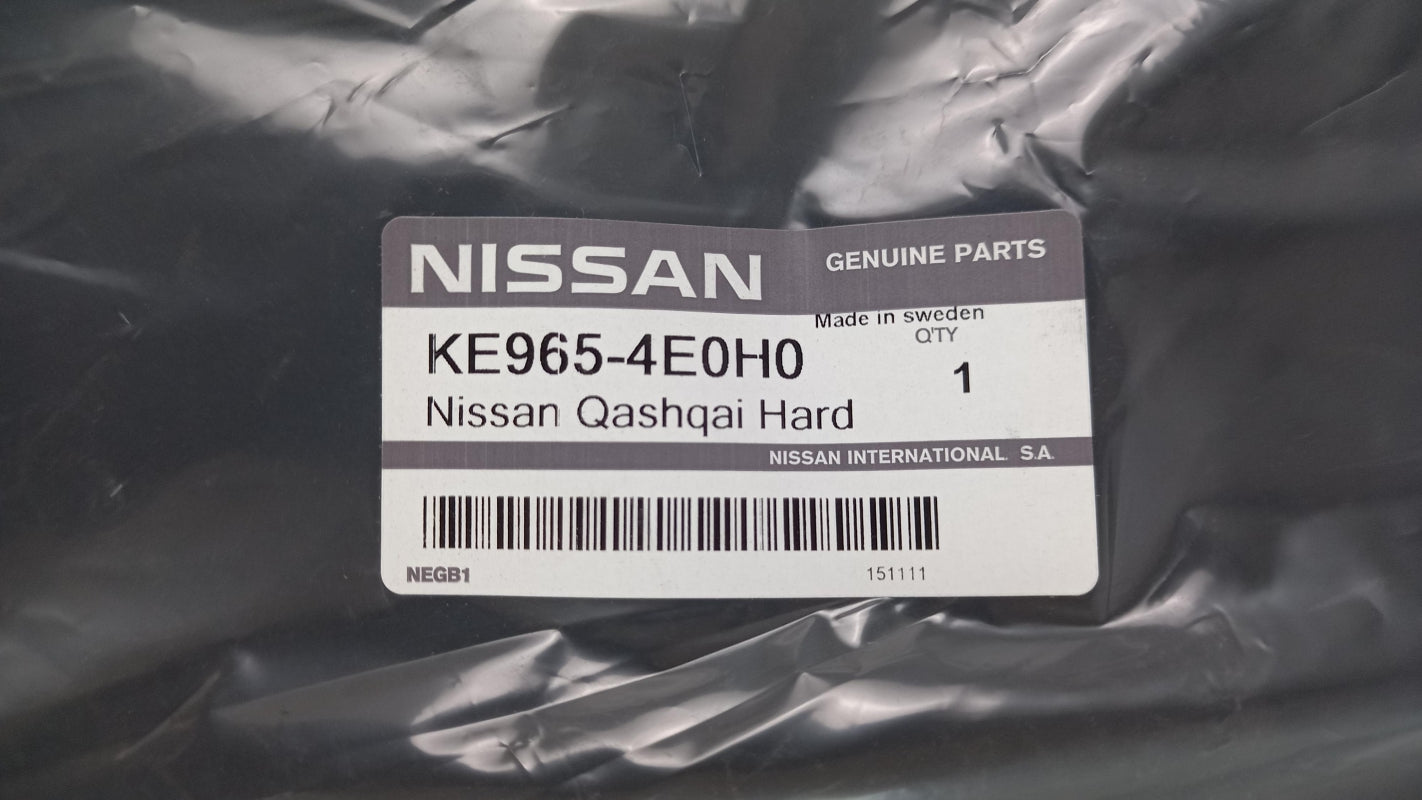 NISSAN GENUINE PARTS
Made in sweden
Q'TY
KE965-4E0H0 1
Nissan Qashqai Hard
NISSAN INTERNATIONAL S.A.
NEGB1 151111